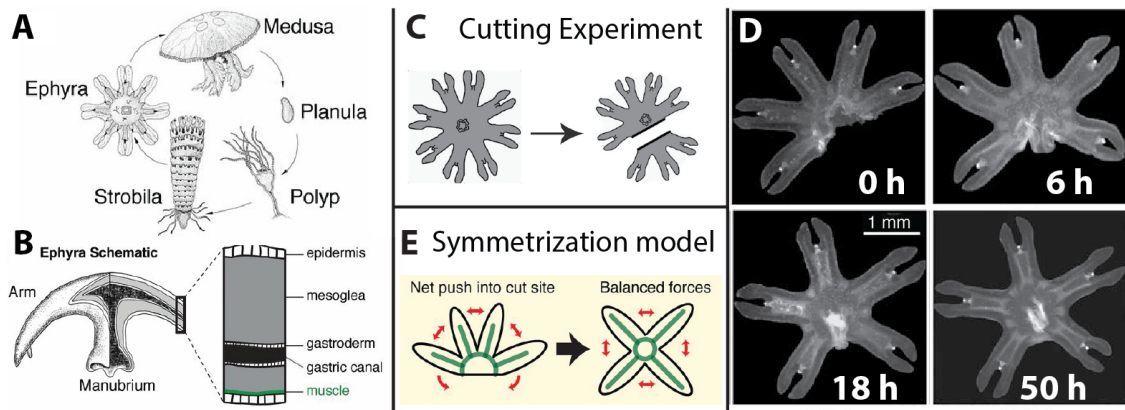 A
Medusa
Ephyra
Planula
Strobila
Polyp
B
Ephyra Schematic
Arm
Manubrium
epidermis
mesoglea
gastroderm
gastric canal
muscle
C Cutting Experiment
E Symmetrization model
Net push into cut site
Balanced forces
D
0 h
6 h
1 mm
18 h
50 h